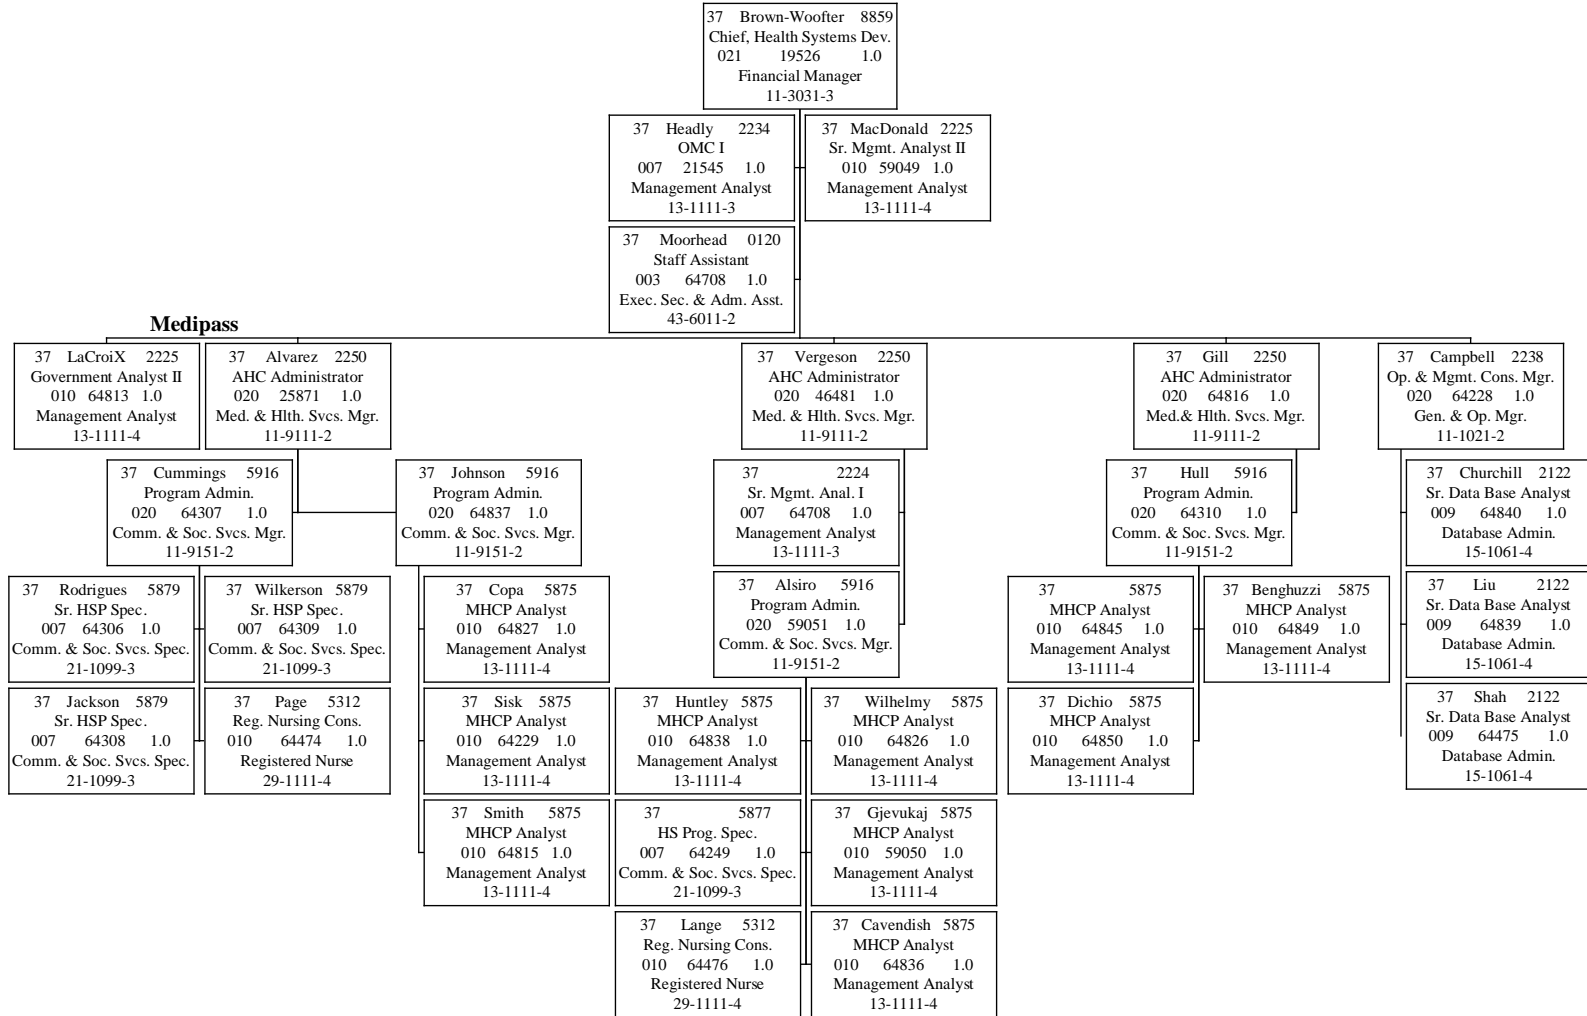 37 Brown-Woofter 8859
Chief, Health Systems Dev.
021 19526 1.0
Financial Manager
11-3031-3
37 Headly 2234
OMC I
007 21545 1.0
Management Analyst
13-1111-3
37 MacDonald 2225
Sr. Mgmt. Analyst II
010 59049 1.0
Management Analyst
13-1111-4
37 Moorhead 0120
Staff Assistant
003 64708 1.0
Exec. Sec. & Adm. Asst.
43-6011-2
Medipass
37 LaCroiX 2225
Government Analyst II
010 64813 1.0
Management Analyst
13-1111-4
37 Alvarez 2250
AHC Administrator
020 25871 1.0
Med. & Hlth. Svcs. Mgr.
11-9111-2
37 Vergeson 2250
AHC Administrator
020 46481 1.0
Med. & Hlth. Svcs. Mgr.
11-9111-2
37 Gill 2250
AHC Administrator
020 64816 1.0
Med.& Hlth. Svcs. Mgr.
11-9111-2
37 Campbell 2238
Op. & Mgmt. Cons. Mgr.
020 64228 1.0
Gen. & Op. Mgr.
11-1021-2
37 Cummings 5916
Program Admin.
020 64307 1.0
Comm. & Soc. Svcs. Mgr.
11-9151-2
37 Johnson 5916
Program Admin.
020 64837 1.0
Comm. & Soc. Svcs. Mgr.
11-9151-2
37 2224
Sr. Mgmt. Anal. I
007 64708 1.0
Management Analyst
13-1111-3
37 Hull 5916
Program Admin.
020 64310 1.0
Comm. & Soc. Svcs. Mgr.
11-9151-2
37 Churchill 2122
Sr. Data Base Analyst
009 64840 1.0
Database Admin.
15-1061-4
37 Rodrigues 5879
Sr. HSP Spec.
007 64306 1.0
Comm. & Soc. Svcs. Spec.
21-1099-3
37 Wilkerson 5879
Sr. HSP Spec.
007 64309 1.0
Comm. & Soc. Svcs. Spec.
21-1099-3
37 Copa 5875
MHCP Analyst
010 64827 1.0
Management Analyst
13-1111-4
37 Alsiro 5916
Program Admin.
020 59051 1.0
Comm. & Soc. Svcs. Mgr.
11-9151-2
37 5875
MHCP Analyst
010 64845 1.0
Management Analyst
13-1111-4
37 Benghuzzi 5875
MHCP Analyst
010 64849 1.0
Management Analyst
13-1111-4
37 Liu 2122
Sr. Data Base Analyst
009 64839 1.0
Database Admin.
15-1061-4
37 Jackson 5879
Sr. HSP Spec.
007 64308 1.0
Comm. & Soc. Svcs. Spec.
21-1099-3
37 Page 5312
Reg. Nursing Cons.
010 64474 1.0
Registered Nurse
29-1111-4
37 Sisk 5875
MHCP Analyst
010 64229 1.0
Management Analyst
13-1111-4
37 Huntley 5875
MHCP Analyst
010 64838 1.0
Management Analyst
13-1111-4
37 Wilhelmy 5875
MHCP Analyst
010 64826 1.0
Management Analyst
13-1111-4
37 Dichio 5875
MHCP Analyst
010 64850 1.0
Management Analyst
13-1111-4
37 Shah 2122
Sr. Data Base Analyst
009 64475 1.0
Database Admin.
15-1061-4
37 Smith 5875
MHCP Analyst
010 64815 1.0
Management Analyst
13-1111-4
37 5877
HS Prog. Spec.
007 64249 1.0
Comm. & Soc. Svcs. Spec.
21-1099-3
37 Gjevukaj 5875
MHCP Analyst
010 59050 1.0
Management Analyst
13-1111-4
37 Lange 5312
Reg. Nursing Cons.
010 64476 1.0
Registered Nurse
29-1111-4
37 Cavendish 5875
MHCP Analyst
010 64836 1.0
Management Analyst
13-1111-4